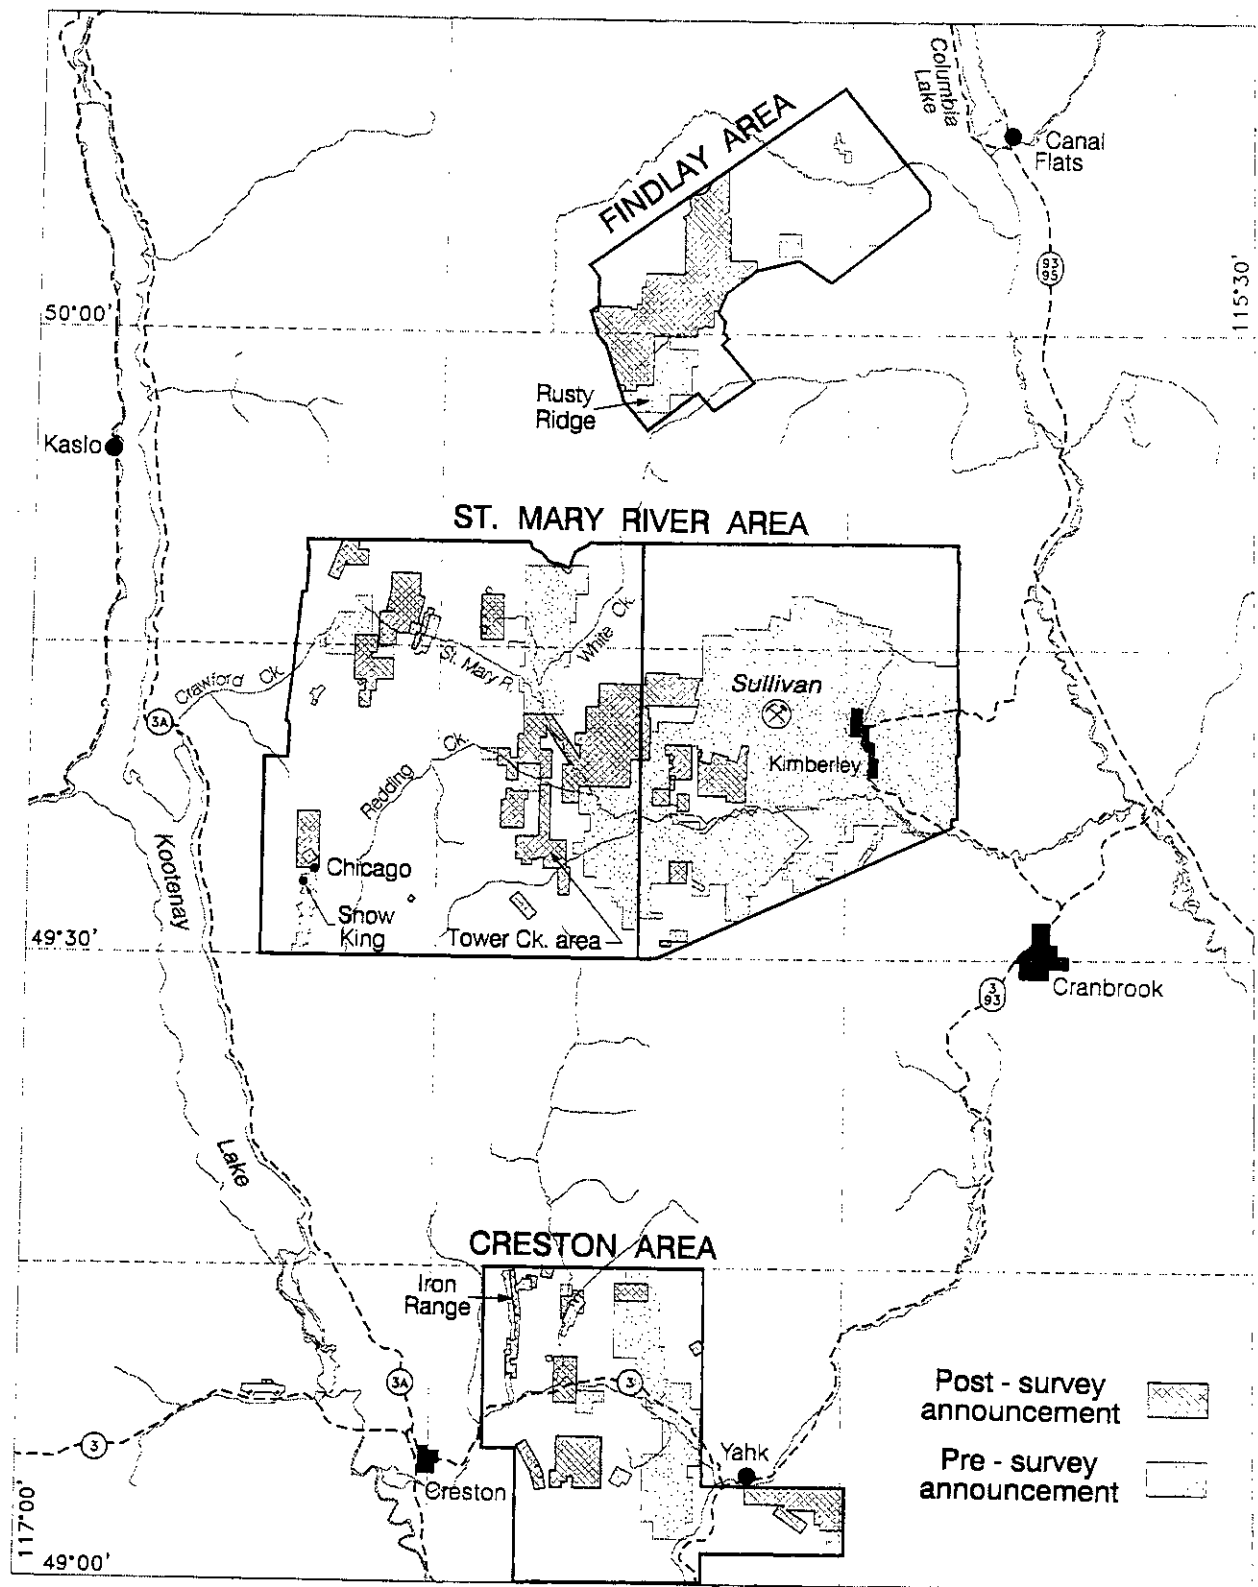 Columbia
Lake
Canal
Flats
FINDLAY AREA
93
95
115°30'
50°00'
Rusty
Ridge
Kaslo
ST. MARY RIVER AREA
White Ck.
St. Mary R.
Crawford Ck.
3A
Sullivan
Kimberley
Redding Ck.
Kootenay
Lake
Chicago
Snow
King
Tower Ck. area
49°30'
3
93
Cranbrook
CRESTON AREA
Iron
Range
3A
3
3
Creston
Yahk
Post - survey
announcement
Pre - survey
announcement
117°00'
49°00'